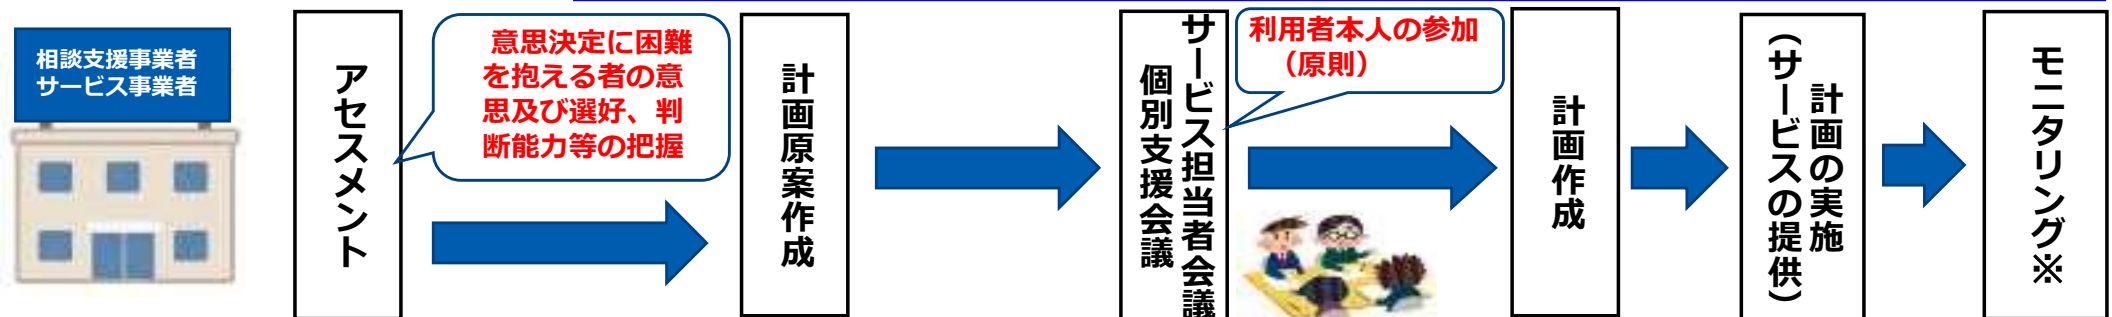 相談支援事業者
サービス事業者
アセスメント
意思決定に困難
を抱える者の意
思及び選好、判
断能力等の把握
計画原案作成
サービス担当者会議
個別支援会議
利用者本人の参加
（原則）
計画作成
計画の実施
（サービスの提供）
モニタリング※